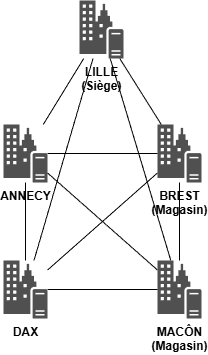 LILLE
(Siège)
ANNECY
BREST
(Magasin)
DAX
MACÔN
(Magasin)